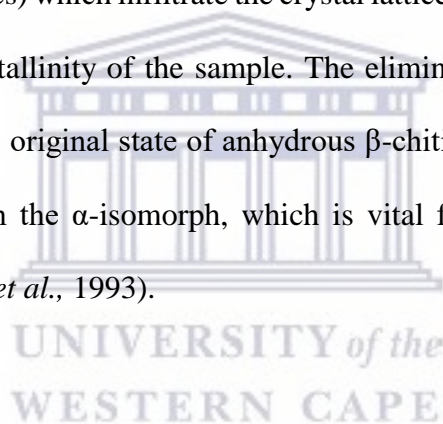 es) which infiltrate the crystal lattice
tallinity of the sample. The elimin
original state of anhydrous β-chiti
n the α-isomorph, which is vital f
et al., 1993).
UNIVERSITY of the
WESTERN CAPE